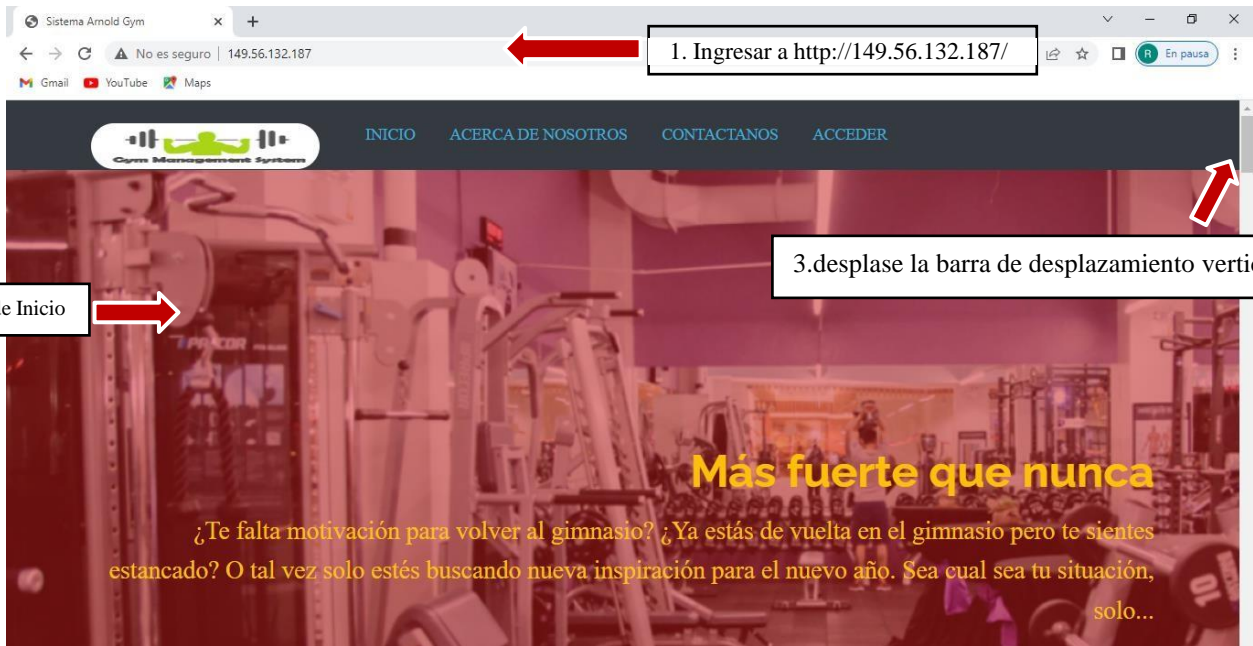 Sistema Arnold Gym
No es seguro | 149.56.132.187
1. Ingresar a http://149.56.132.187/
R En pausa
Gmail YouTube Maps
Gym Management System
INICIO ACERCA DE NOSOTROS CONTACTANOS ACCEDER
3.desplase la barra de desplazamiento
Inicio
Más fuerte que nunca
¿Te falta motivación para volver al gimnasio? ¿Ya estás de vuelta en el gimnasio pero te sientes
estancado? O tal vez solo estés buscando nueva inspiración para el nuevo año. Sea cual sea tu situación,
solo...
10